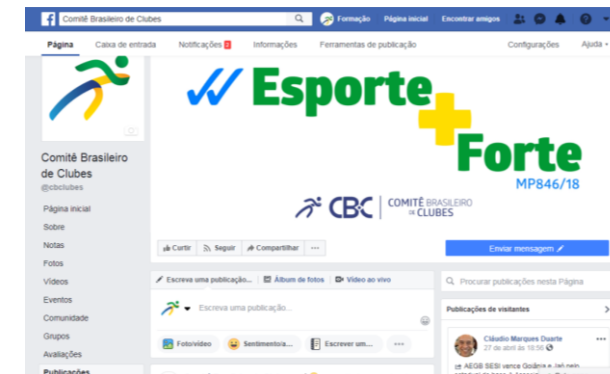 Comitê Brasileiro de Clubes
Formação Página inicial Encontrar amigos
Página Caixa de entrada Notificações 2 Informações Ferramentas de publicação Configurações Ajuda
Esporte
Forte
MP846/18
CBC COMITÊ BRASILEIRO DE CLUBES
Comitê Brasileiro
de Clubes
@cbclubes
Página inicial
Sobre
Notas
Fotos
Vídeos
Eventos
Comunidade
Grupos
Avaliações
Publicações
Curtir Seguir Compartilhar ... Enviar mensagem
Escreva uma publicação... Álbum de fotos Vídeo ao vivo
Escreva uma publicação...
Foto/vídeo Sentimento/a... Escrever um... ...
Procurar publicações nesta Página
Publicações de visitantes
Cláudio Marques Duarte ...
27 de abril às 18:56
AEGB SESI vence Goiânia e